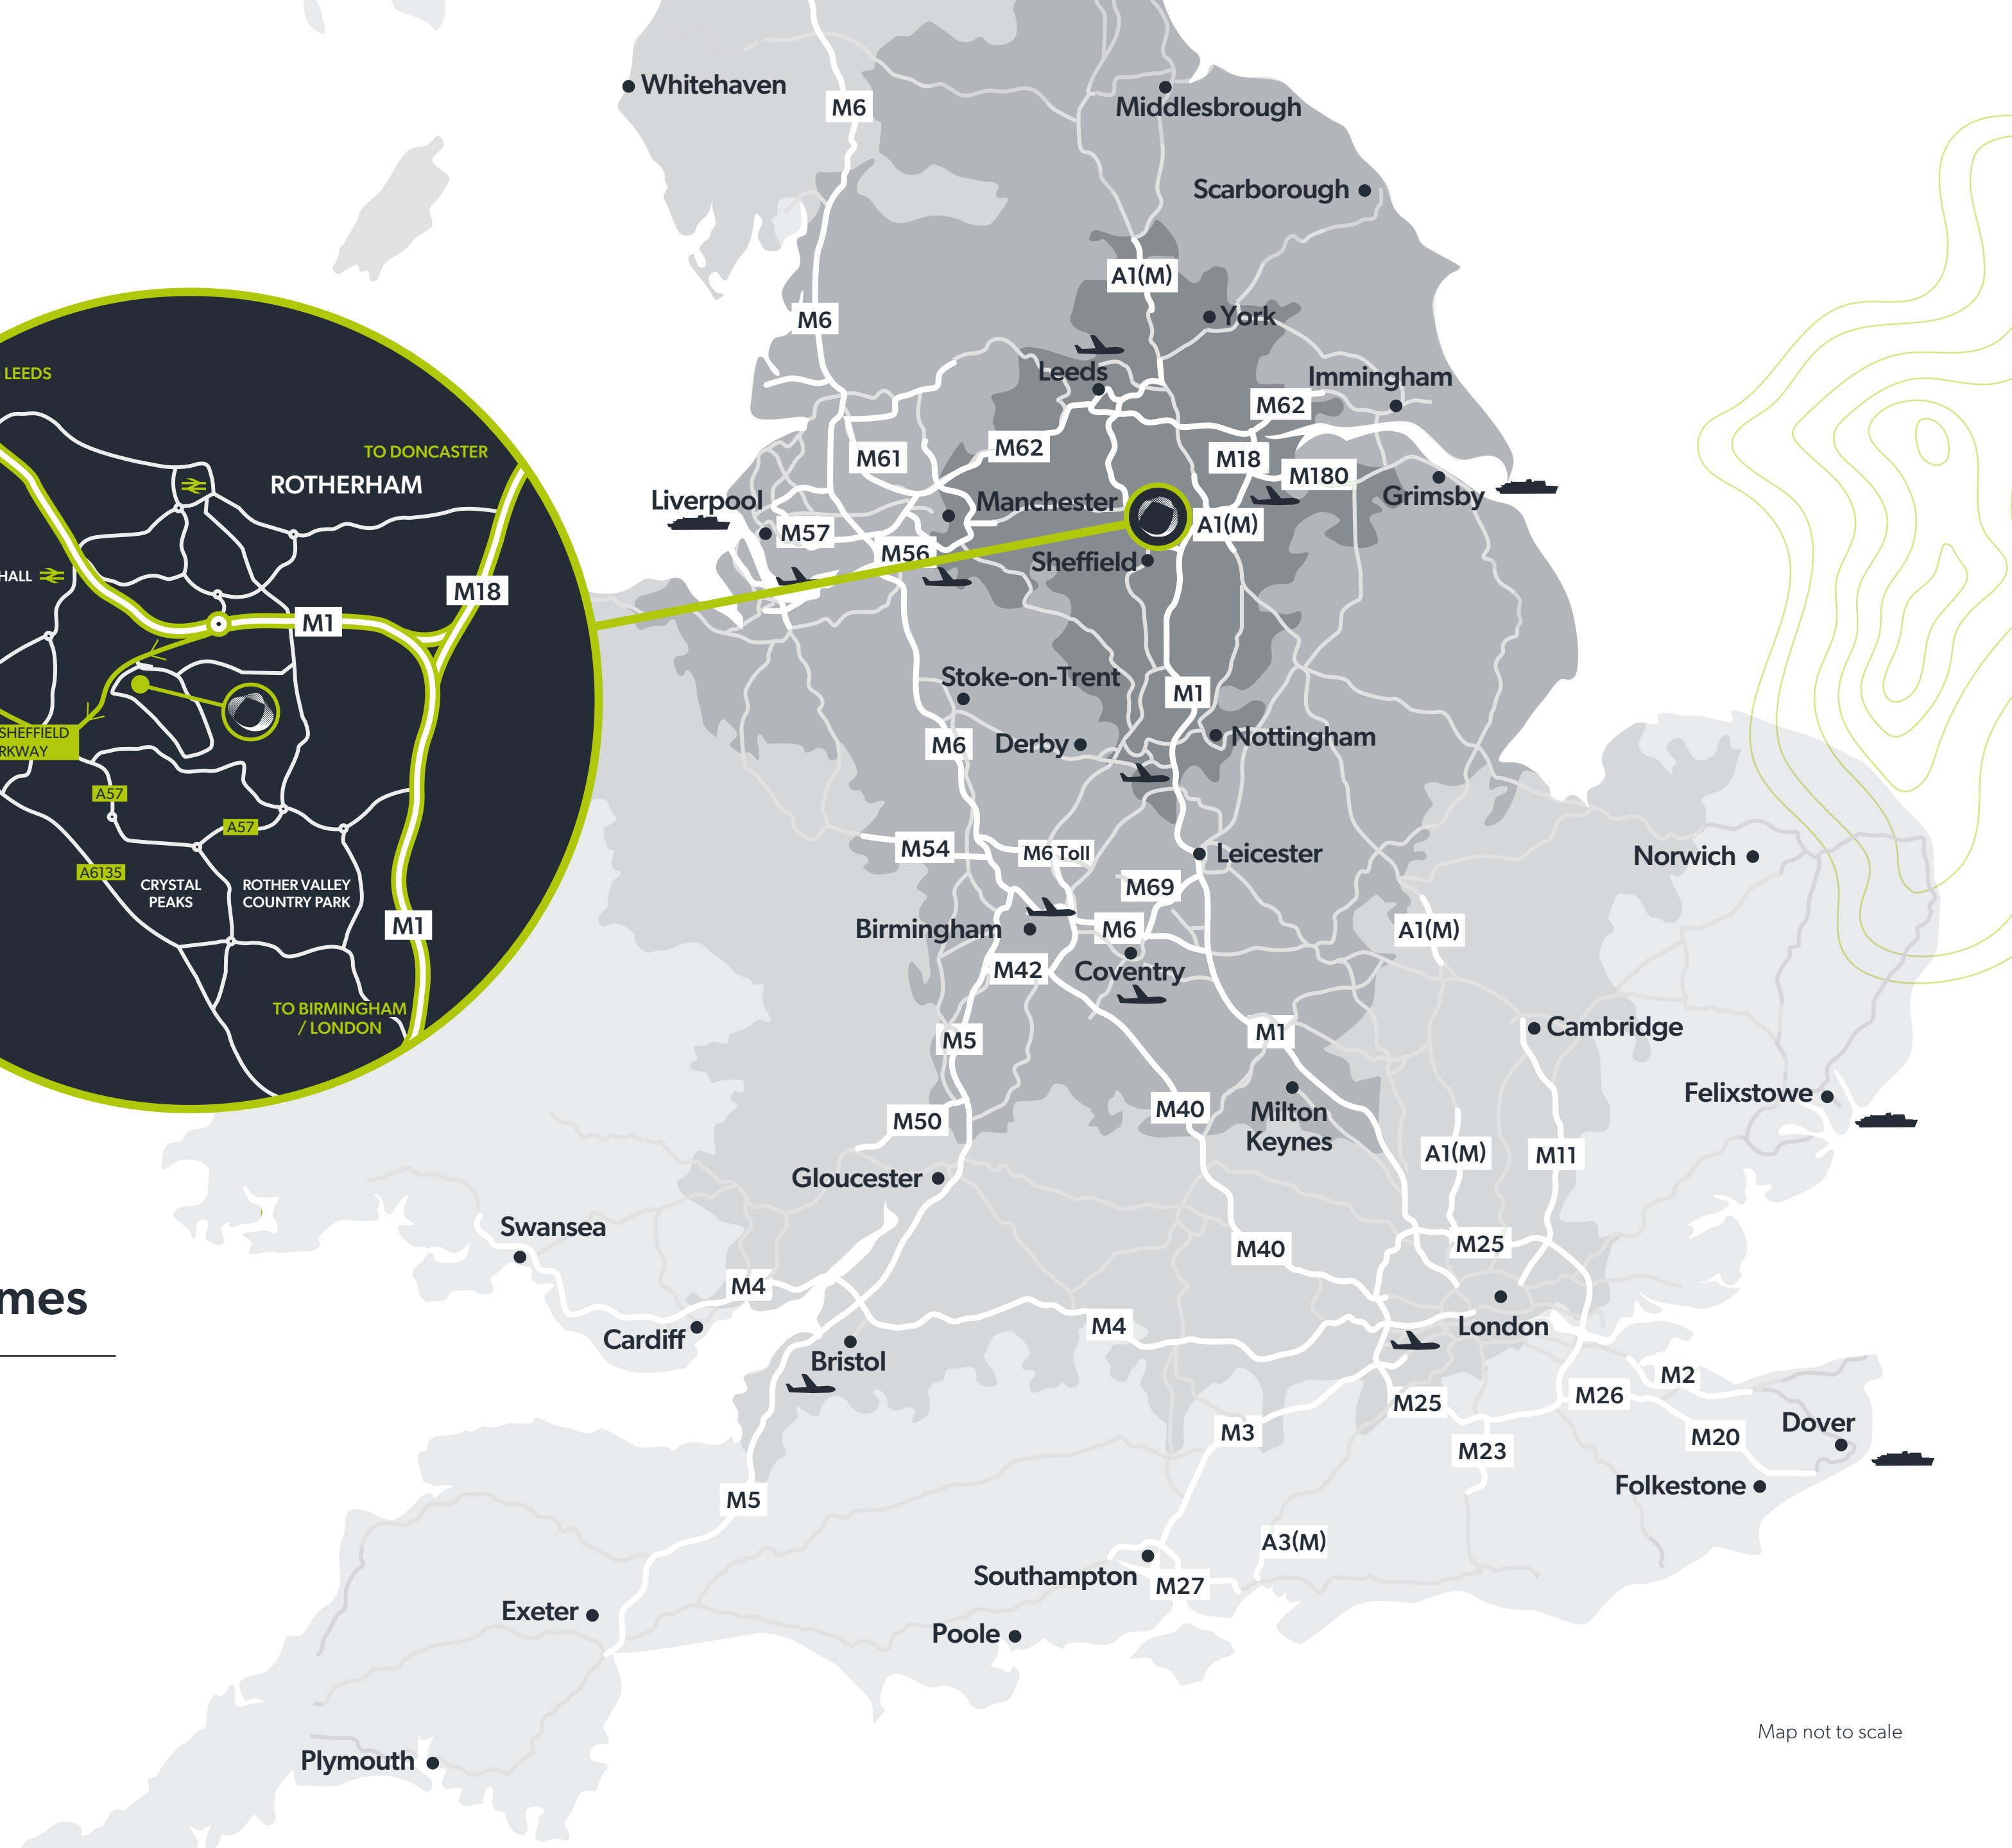 Whitehaven
M6
Middlesbrough
Scarborough
A1(M)
York
M6
Leeds
Immingham
M62
M62
M61
M18
M180
Grimsby
Liverpool
Manchester
M57
A1(M)
M56
Sheffield
LEEDS
TO DONCASTER
ROTHERHAM
HALL
M18
M1
SHEFFIELD
RKWAY
A57
A57
A6135
CRYSTAL
PEAKS
ROTHER VALLEY
COUNTRY PARK
M1
TO BIRMINGHAM
/ LONDON
Stoke-on-Trent
M1
M6
Derby
Nottingham
M54
M6 Toll
Leicester
Norwich
M69
Birmingham
M6
A1(M)
M42
Coventry
M5
M1
Cambridge
Felixstowe
M50
M40
Milton
Keynes
A1(M)
M11
Gloucester
Swansea
M40
M25
M4
mes
Cardiff
Bristol
M4
London
M2
M25
M26
M3
M23
M20
Dover
Folkestone
M5
A3(M)
Southampton
M27
Exeter
Poole
Map not to scale
Plymouth